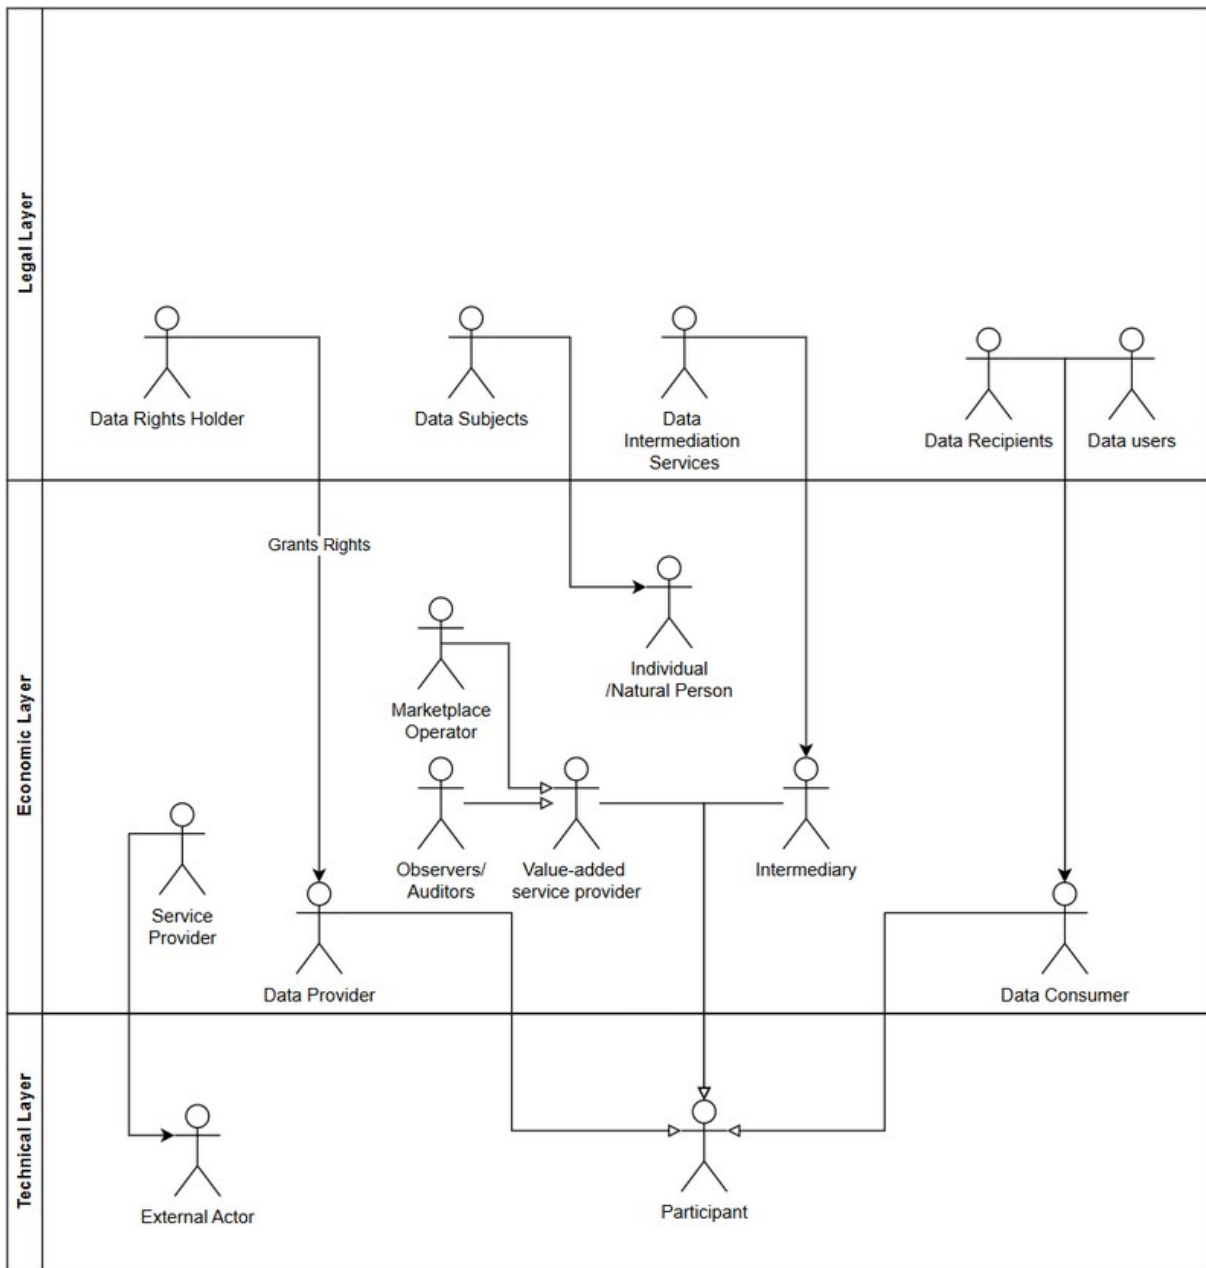 Legal Layer
Data Rights Holder
Data Subjects
Data
Intermediation
Services
Data Recipients
Data users
Economic Layer
Grants Rights
Individual
/Natural Person
Marketplace
Operator
Observers/
Auditors
Value-added
service provider
Intermediary
Service
Provider
Data Provider
Data Consumer
Technical Layer
External Actor
Participant